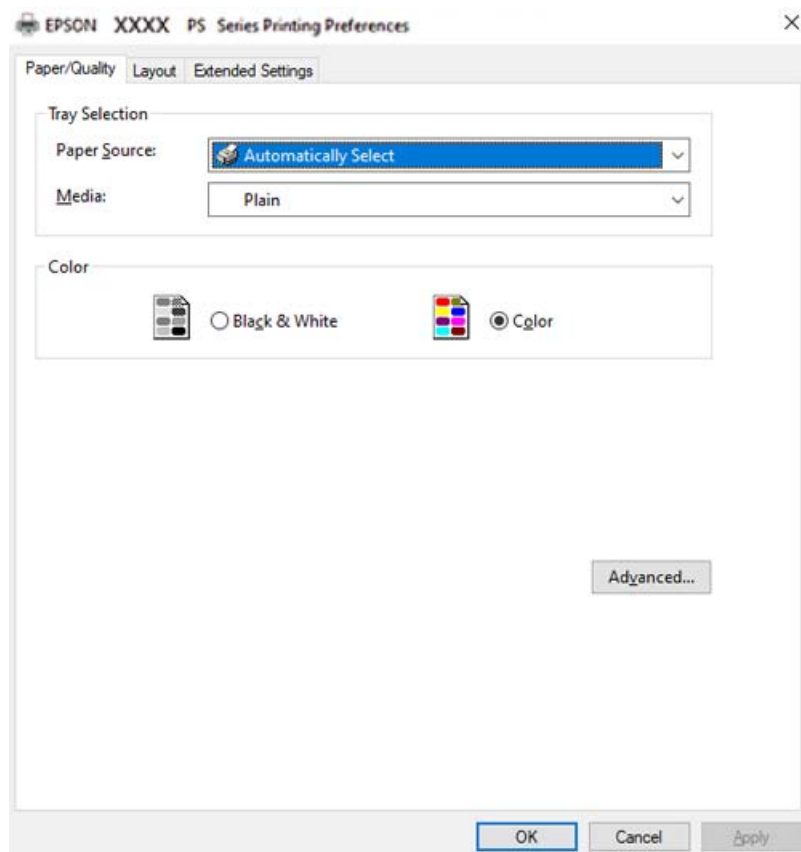 EPSON XXXX PS Series Printing Preferences
Paper/Quality Layout Extended Settings
Tray Selection
Paper Source: Automatically Select
Media: Plain
Color
Black & White Color
Advanced...
OK Cancel Apply